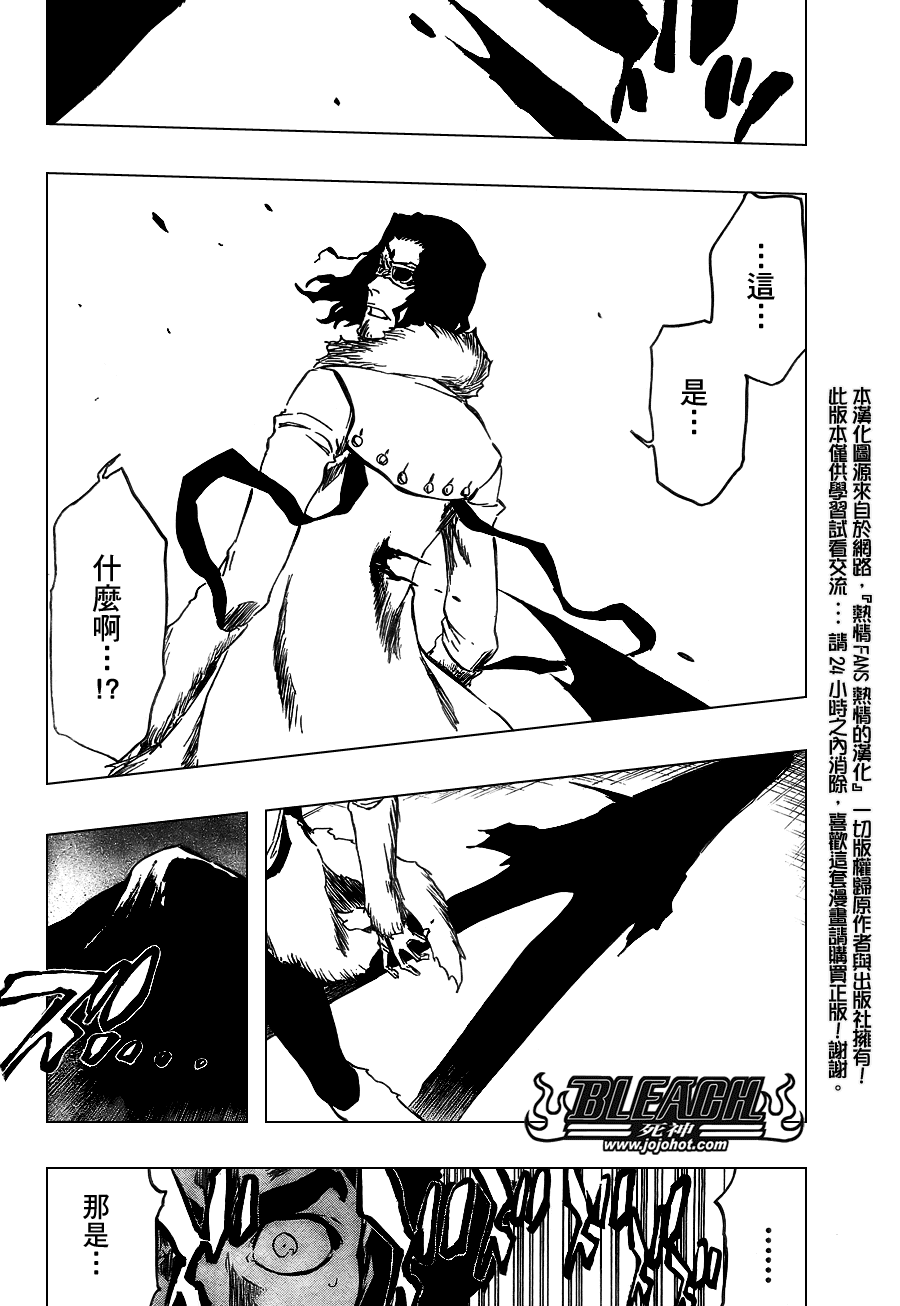 …這…
是…
什麼啊…!?
ズズ…
BLEACH
死神
www.jojohot.com
……
那是…
本漢化圖源來自於網路，『熱情FANS熱情的漢化』一切版權歸原作者與出版社擁有！
此版本僅供學習試看交流… 請24小時之內消除，喜歡這套漫畫請購買正版！謝謝。